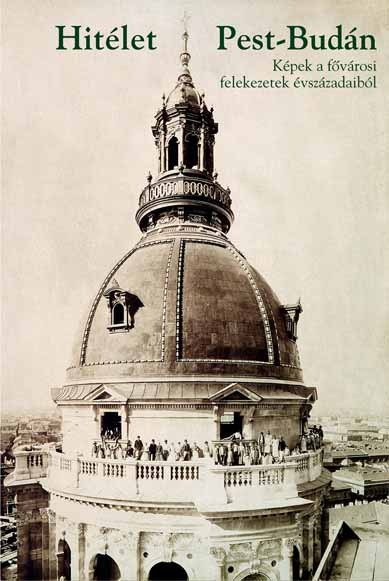 Hitélet Pest-Budán
Képek a fővárosi
felekezetek évszázadaiból